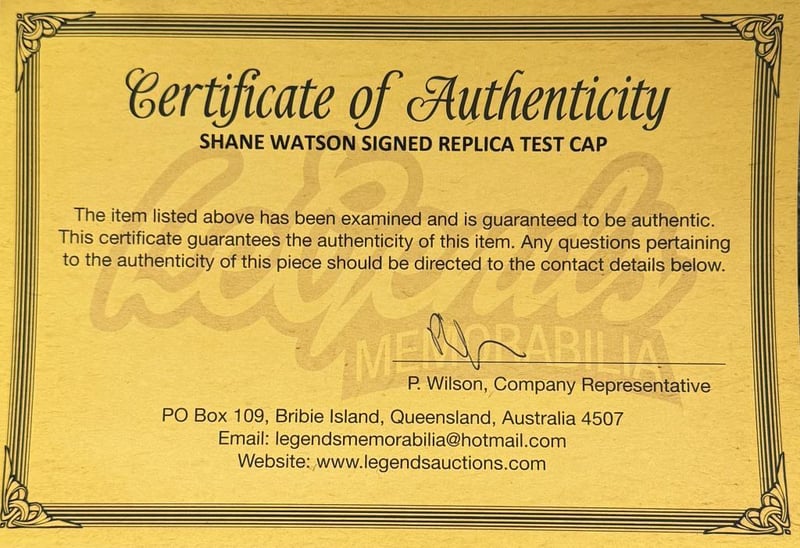 Certificate of Authenticity
SHANE WATSON SIGNED REPLICA TEST CAP
Legends
The item listed above has been examined and is guaranteed to be authentic.
This certificate guarantees the authenticity of this item. Any questions pertaining
to the authenticity of this piece should be directed to the contact details below.
MEMORABILIA
P. Wilson, Company Representative
PO Box 109, Bribie Island, Queensland, Australia 4507
Email: legendsmemorabilia@hotmail.com
Website: www.legendsauctions.com